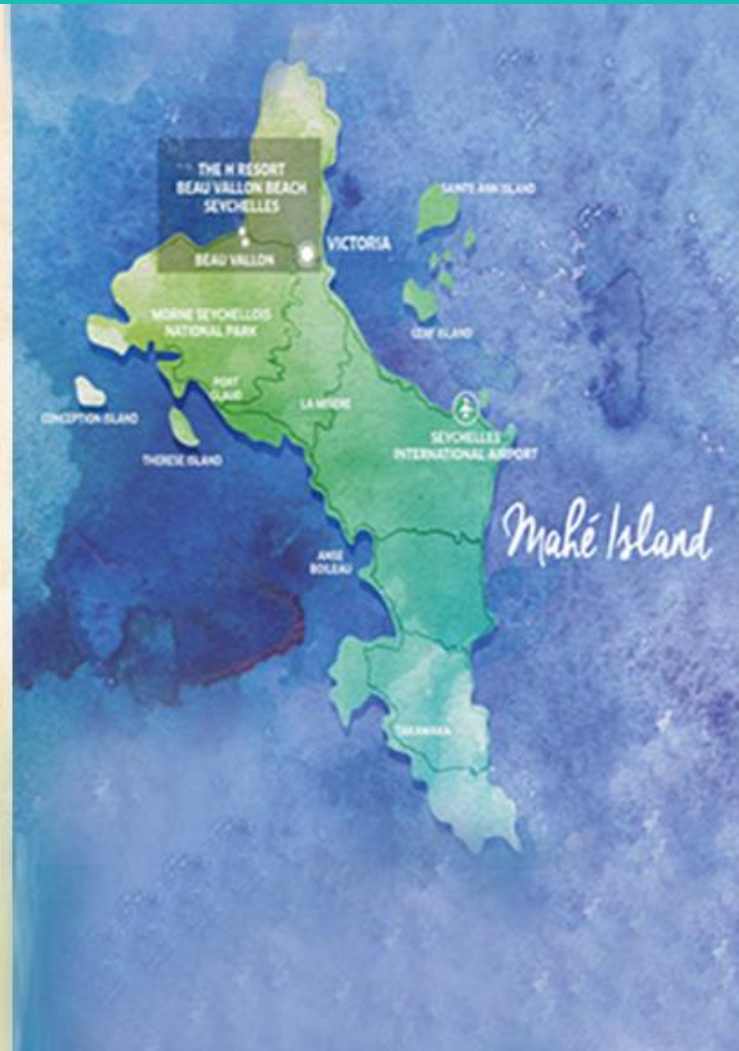 THE H RESORT
BEAU VALLON BEACH
SEYCHELLES
BEAU VALLON
VICTORIA
SAINTE ANN ISLAND
CERF ISLAND
MORNE SEYCHELLOIS
NATIONAL PARK
PORT
GLAUD
LA MISERE
CONCEPTION ISLAND
THERESE ISLAND
SEYCHELLES
INTERNATIONAL AIRPORT
Mahé Island
ANSE
BOILEAU
TAKAMAKA